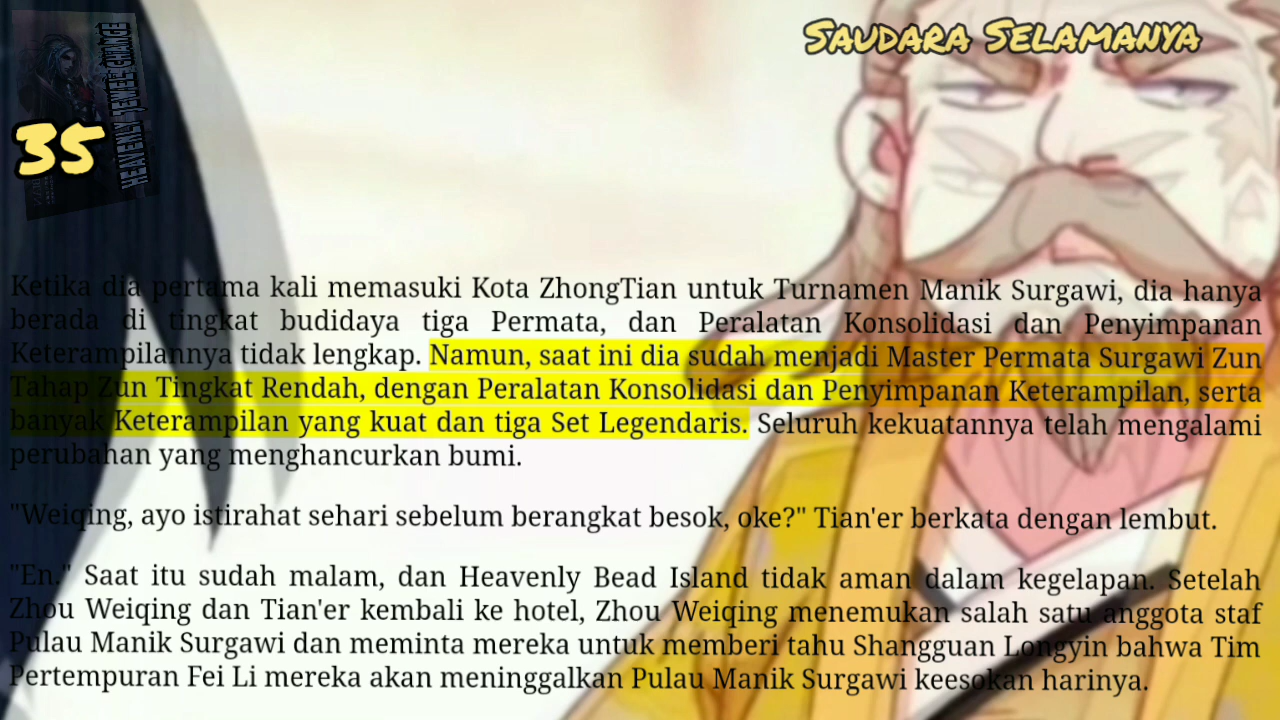 Saudara Selamanya
HEAVENLY JEWEL CHANGE
35
Ketika dia pertama kali memasuki Kota ZhongTian untuk Turnamen Manik Surgawi, dia hanya
berada di tingkat budidaya tiga Permata, dan Peralatan Konsolidasi dan Penyimpanan
Keterampilannya tidak lengkap. Namun, saat ini dia sudah menjadi Master Permata Surgawi Zun
Tahap Zun Tingkat Rendah, dengan Peralatan Konsolidasi dan Penyimpanan Keterampilan, serta
banyak Keterampilan yang kuat dan tiga Set Legendaris. Seluruh kekuatannya telah mengalami
perubahan yang menghancurkan bumi.
"Weiqing, ayo istirahat sehari sebelum berangkat besok, oke?" Tian'er berkata dengan lembut.
"En." Saat itu sudah malam, dan Heavenly Bead Island tidak aman dalam kegelapan. Setelah
Zhou Weiqing dan Tian'er kembali ke hotel, Zhou Weiqing menemukan salah satu anggota staf
Pulau Manik Surgawi dan meminta mereka untuk memberi tahu Shangguan Longyin bahwa Tim
Pertempuran Fei Li mereka akan meninggalkan Pulau Manik Surgawi keesokan harinya.